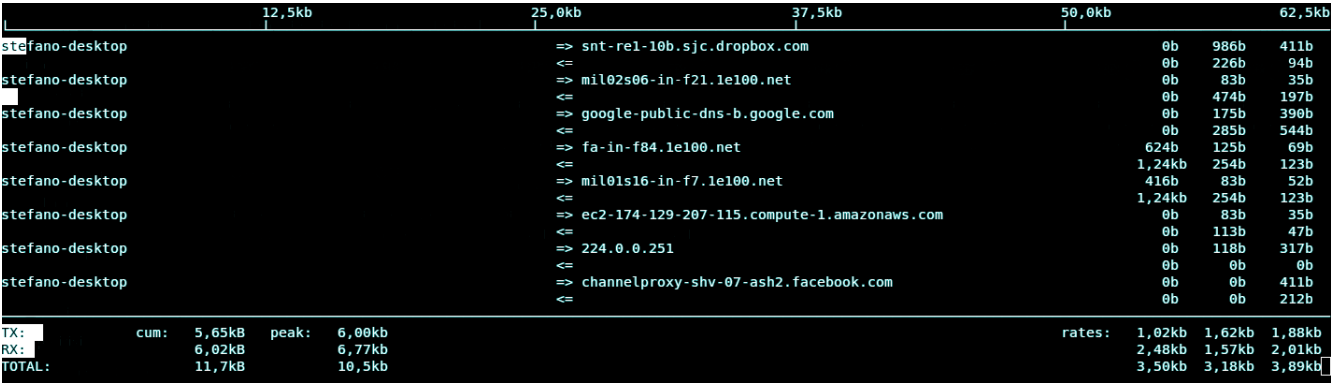 12,5kb 25,0kb 37,5kb 50,0kb 62,5kb
stefano-desktop => snt-re1-10b.sjc.dropbox.com 0b 986b 411b
<= 0b 226b 94b
stefano-desktop => mil02s06-in-f21.1e100.net 0b 83b 35b
<= 0b 474b 197b
stefano-desktop => google-public-dns-b.google.com 0b 175b 390b
<= 0b 285b 544b
stefano-desktop => fa-in-f84.1e100.net 624b 125b 69b
<= 1,24kb 254b 123b
stefano-desktop => mil01s16-in-f7.1e100.net 416b 83b 52b
<= 1,24kb 254b 123b
stefano-desktop => ec2-174-129-207-115.compute-1.amazonaws.com 0b 83b 35b
<= 0b 113b 47b
stefano-desktop => 224.0.0.251 0b 118b 317b
<= 0b 0b 0b
stefano-desktop => channelproxy-shv-07-ash2.facebook.com 0b 0b 411b
<= 0b 0b 212b
TX: cum: 5,65kB peak: 6,00kb rates: 1,02kb 1,62kb 1,88kb
RX: 6,02kB 6,77kb 2,48kb 1,57kb 2,01kb
TOTAL: 11,7kB 10,5kb 3,50kb 3,18kb 3,89kb